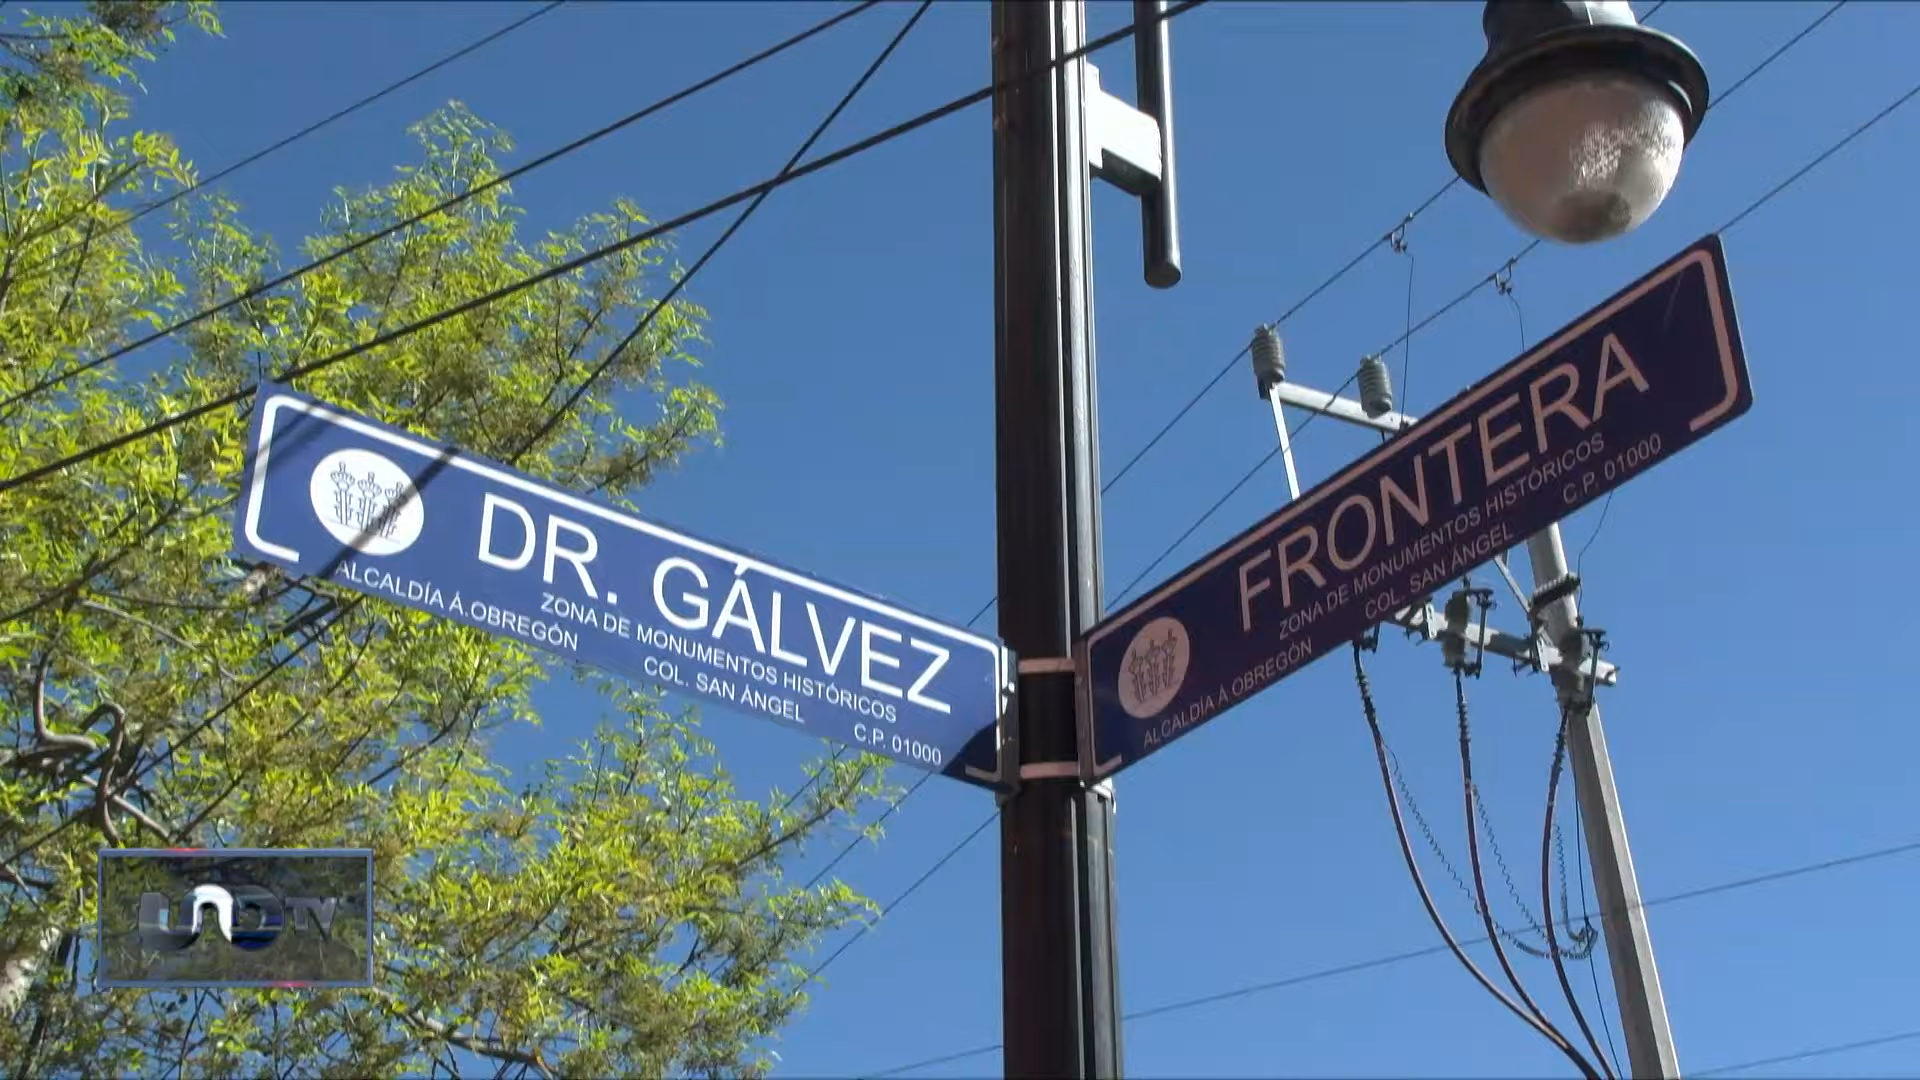 DR. GÁLVEZ
ZONA DE MONUMENTOS HISTÓRICOS
ALCALDÍA A.OBREGÓN
COL. SAN ÁNGEL
C.P. 01000
FRONTERA
ZONA DE MONUMENTOS HISTÓRICOS
ALCALDÍA A OBREGÓN
COL. SAN ÁNGEL
C.P. 01000
TV